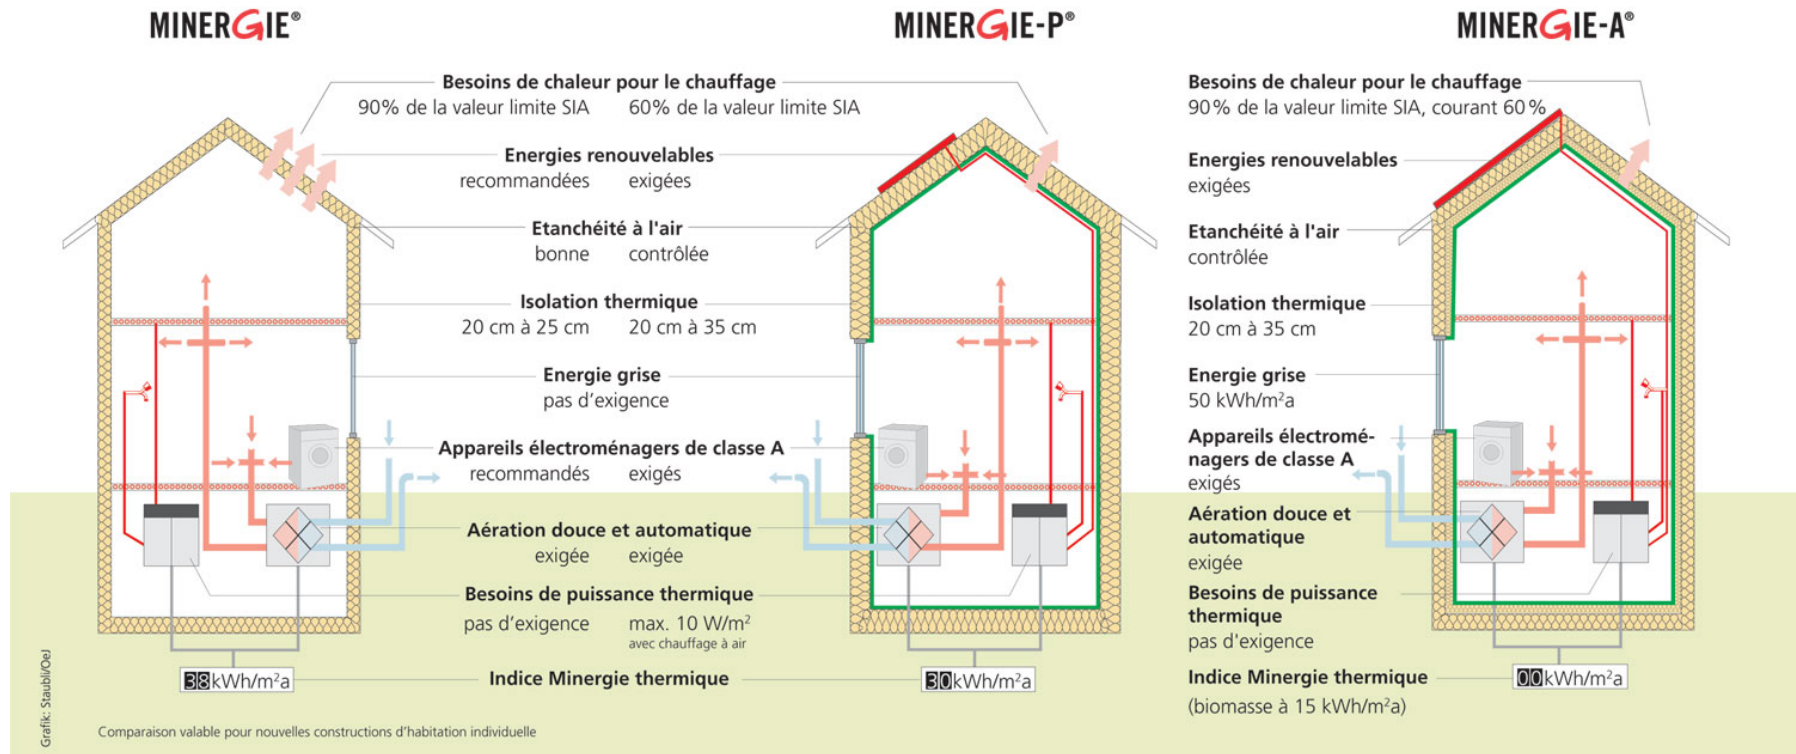 MINERGIE®
MINERGIE-P®
MINERGIE-A®
Besoins de chaleur pour le chauffage
90% de la valeur limite SIA 60% de la valeur limite SIA
Energies renouvelables
recommandées exigées
Etanchéité à l'air
bonne contrôlée
Isolation thermique
20 cm à 25 cm 20 cm à 35 cm
Energie grise
pas d’exigence
Appareils électroménagers de classe A
recommandés exigés
Aération douce et automatique
exigée exigée
Besoins de puissance thermique
pas d’exigence max. 10 W/m²
avec chauffage à air
38kWh/m²a
Indice Minergie thermique
30kWh/m²a
Besoins de chaleur pour le chauffage
90% de la valeur limite SIA, courant 60%
Energies renouvelables
exigées
Etanchéité à l'air
contrôlée
Isolation thermique
20 cm à 35 cm
Energie grise
50 kWh/m²a
Appareils électromé-
nagers de classe A
exigés
Aération douce et
automatique
exigée
Besoins de puissance
thermique
pas d'exigence
Indice Minergie thermique
00kWh/m²a
(biomasse à 15 kWh/m²a)
Grafik: Staubli/OeJ
Comparaison valable pour nouvelles constructions d’habitation individuelle